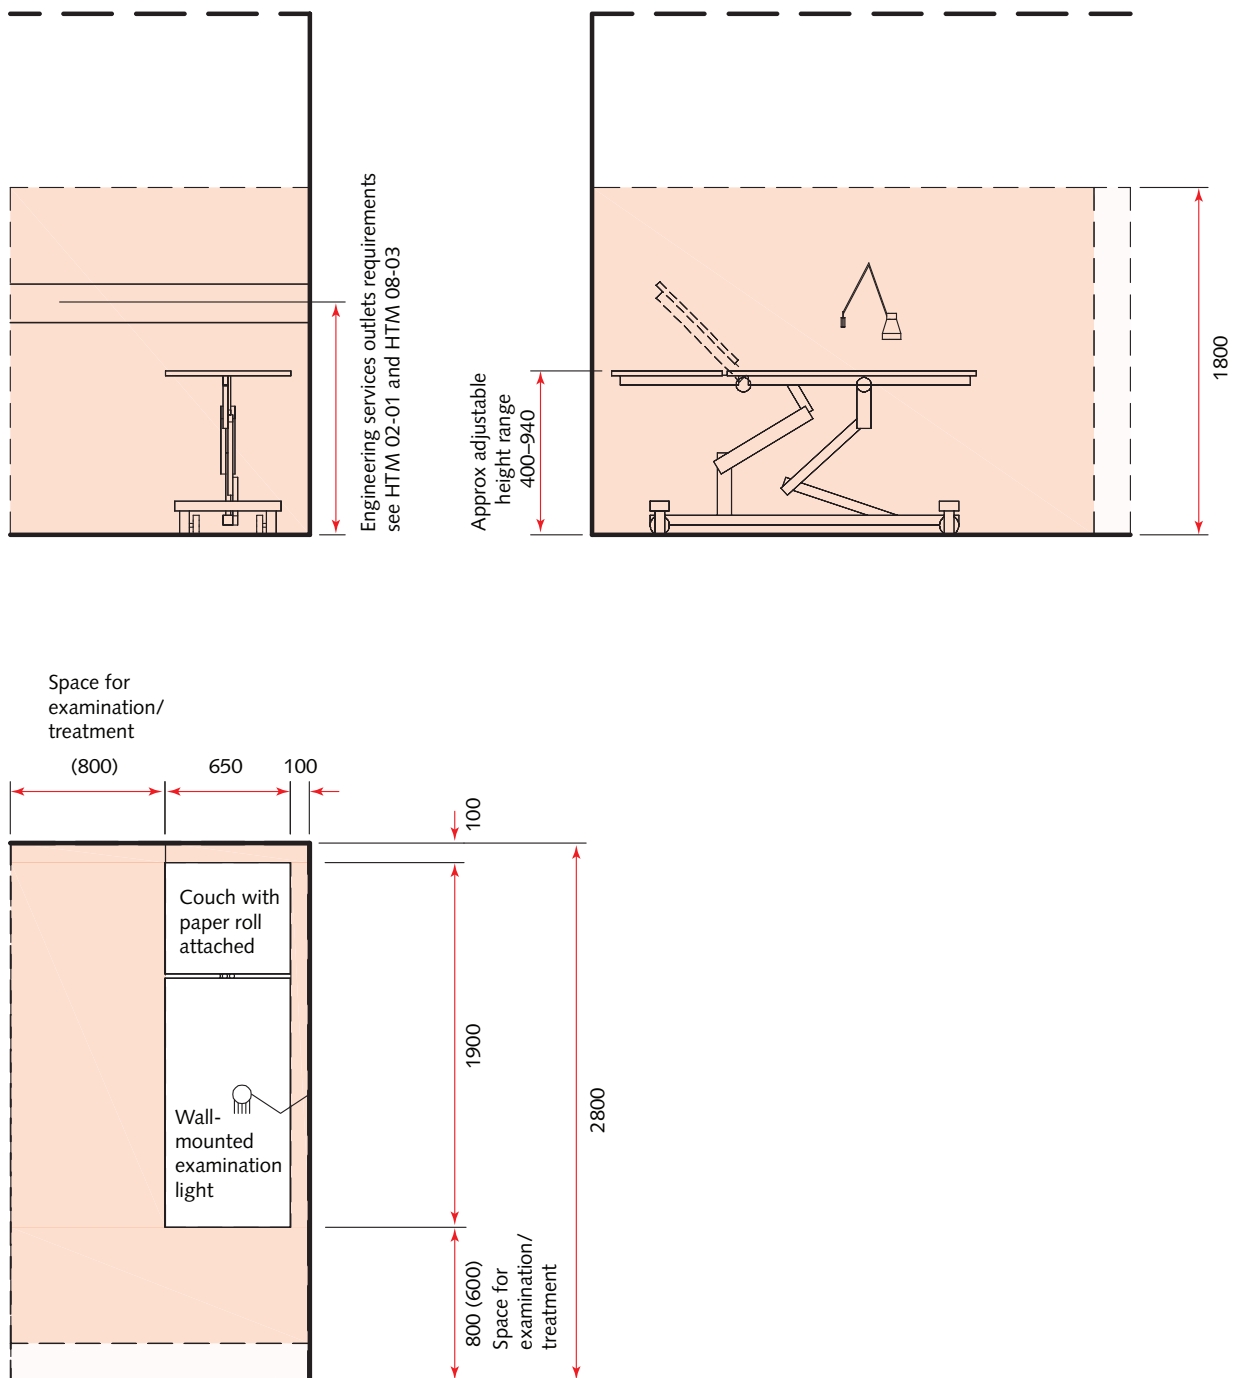 Engineering services outlets requirements
see HTM 02-01 and HTM 08-03
Approx adjustable
height range
400–940
1800
Space for
examination/
treatment
(800)
650
100
100
Couch with
paper roll
attached
1900
Wall-
mounted
examination
light
2800
800 (600)
Space for
examination/
treatment